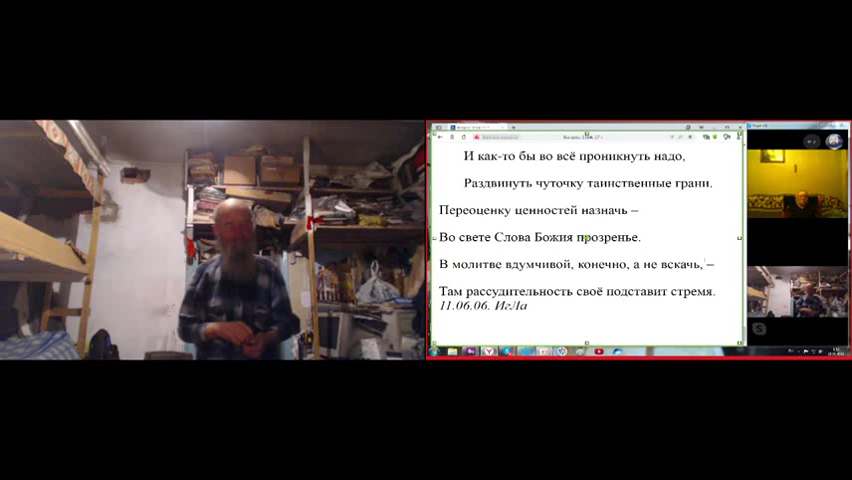 И как-то бы во всё проникнуть надо,
Раздвинуть чуточку таинственные грани.
Переоценку ценностей назначь –
Во свете Слова Божия прозренье.
В молитве вдумчивой, конечно, а не вскачь, –
Там рассудительность своё подставит стремя.
11.06.06. ИгЛа